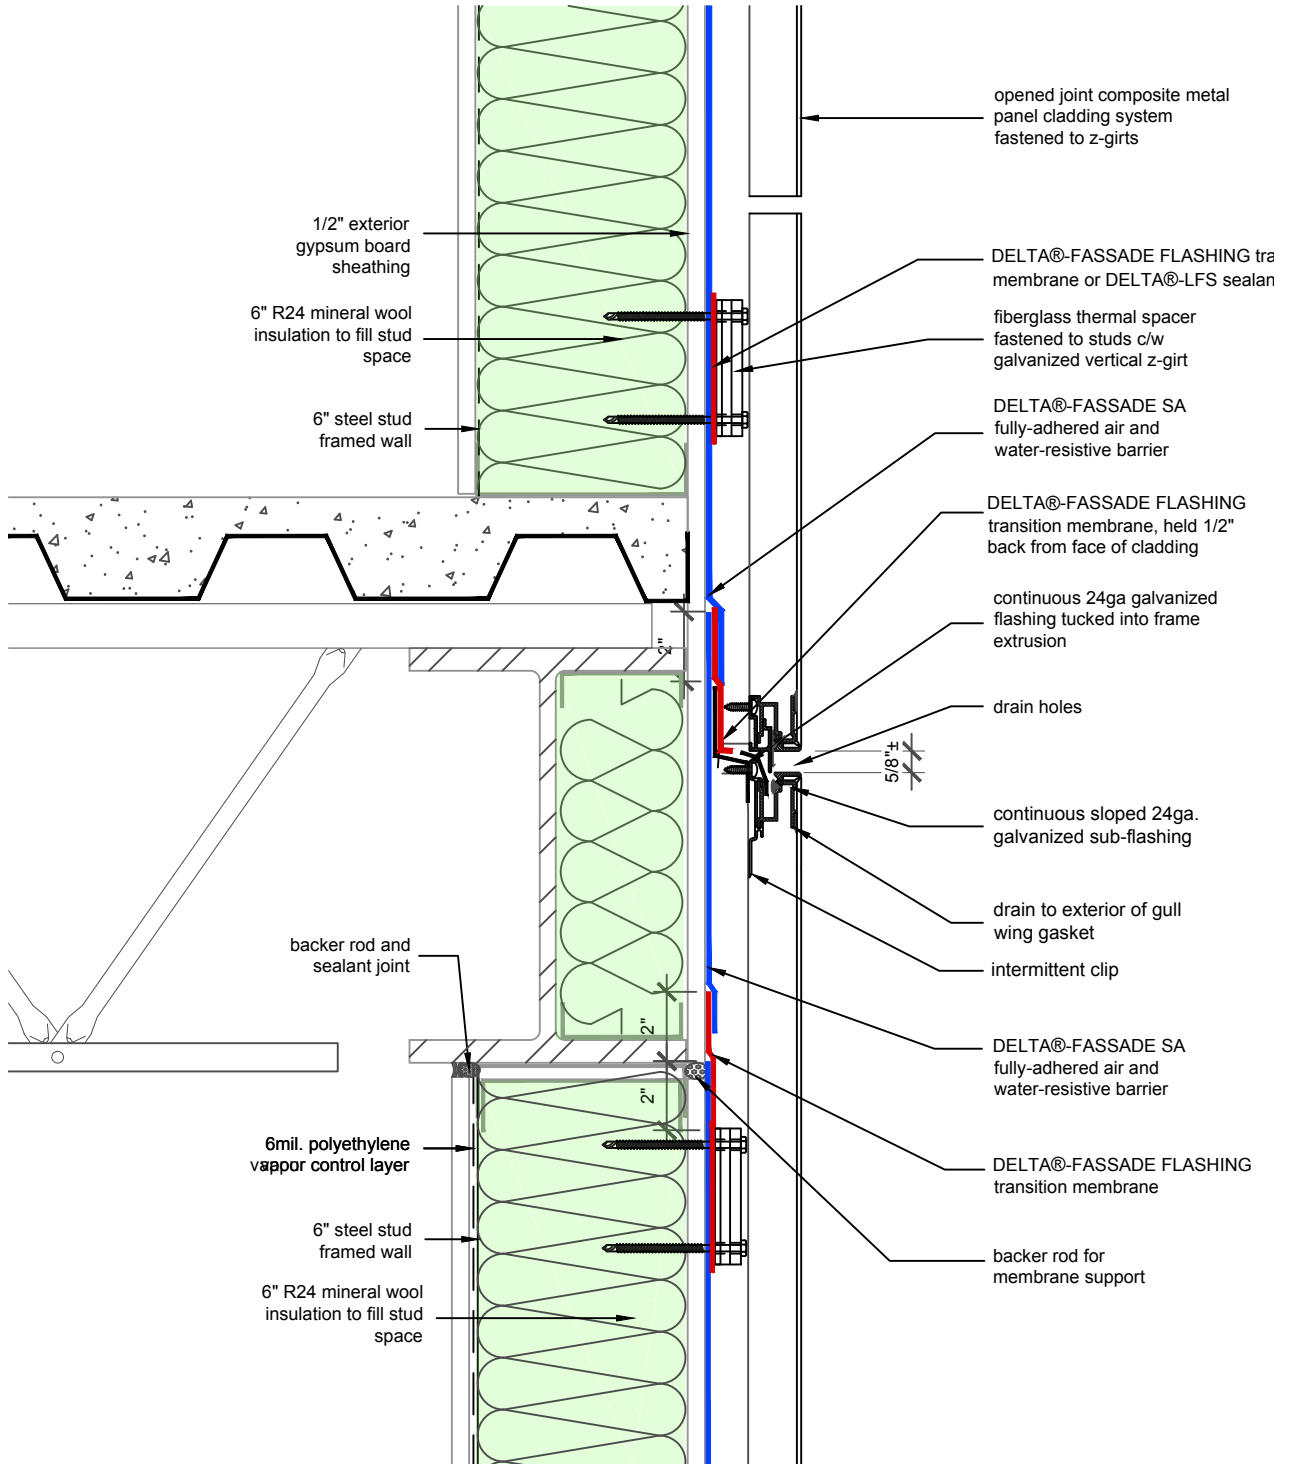 opened joint composite metal
panel cladding system
fastened to z-girts
1/2" exterior
gypsum board
sheathing
DELTA®-FASSADE FLASHING tra
membrane or DELTA®-LFS sealan
6" R24 mineral wool
insulation to fill stud
space
fiberglass thermal spacer
fastened to studs c/w
galvanized vertical z-girt
6" steel stud
framed wall
DELTA®-FASSADE SA
fully-adhered air and
water-resistive barrier
DELTA®-FASSADE FLASHING
transition membrane, held 1/2"
back from face of cladding
continuous 24ga galvanized
flashing tucked into frame
extrusion
2"
drain holes
5/8"±
continuous sloped 24ga.
galvanized sub-flashing
drain to exterior of gull
wing gasket
backer rod and
sealant joint
intermittent clip
2"
DELTA®-FASSADE SA
fully-adhered air and
water-resistive barrier
2"
6mil. polyethylene
vapor control layer
DELTA®-FASSADE FLASHING
transition membrane
6" steel stud
framed wall
backer rod for
membrane support
6" R24 mineral wool
insulation to fill stud
space